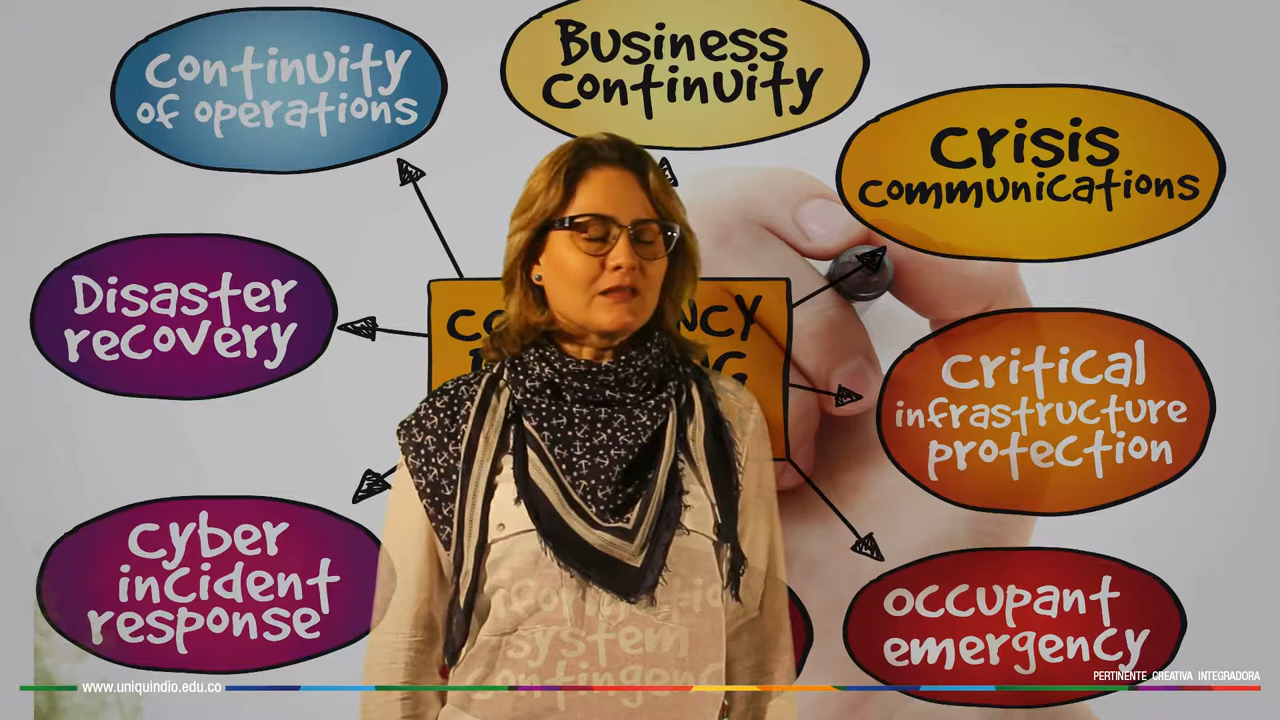 Continuity
of operations
Business
continuity
Crisis
communications
Disaster
recovery
Critical
infrastructure
protection
Cyber
incident
response
system
occupant
emergency
www.uniquindio.edu.co
PERTINENTE CREATIVA INTEGRADORA